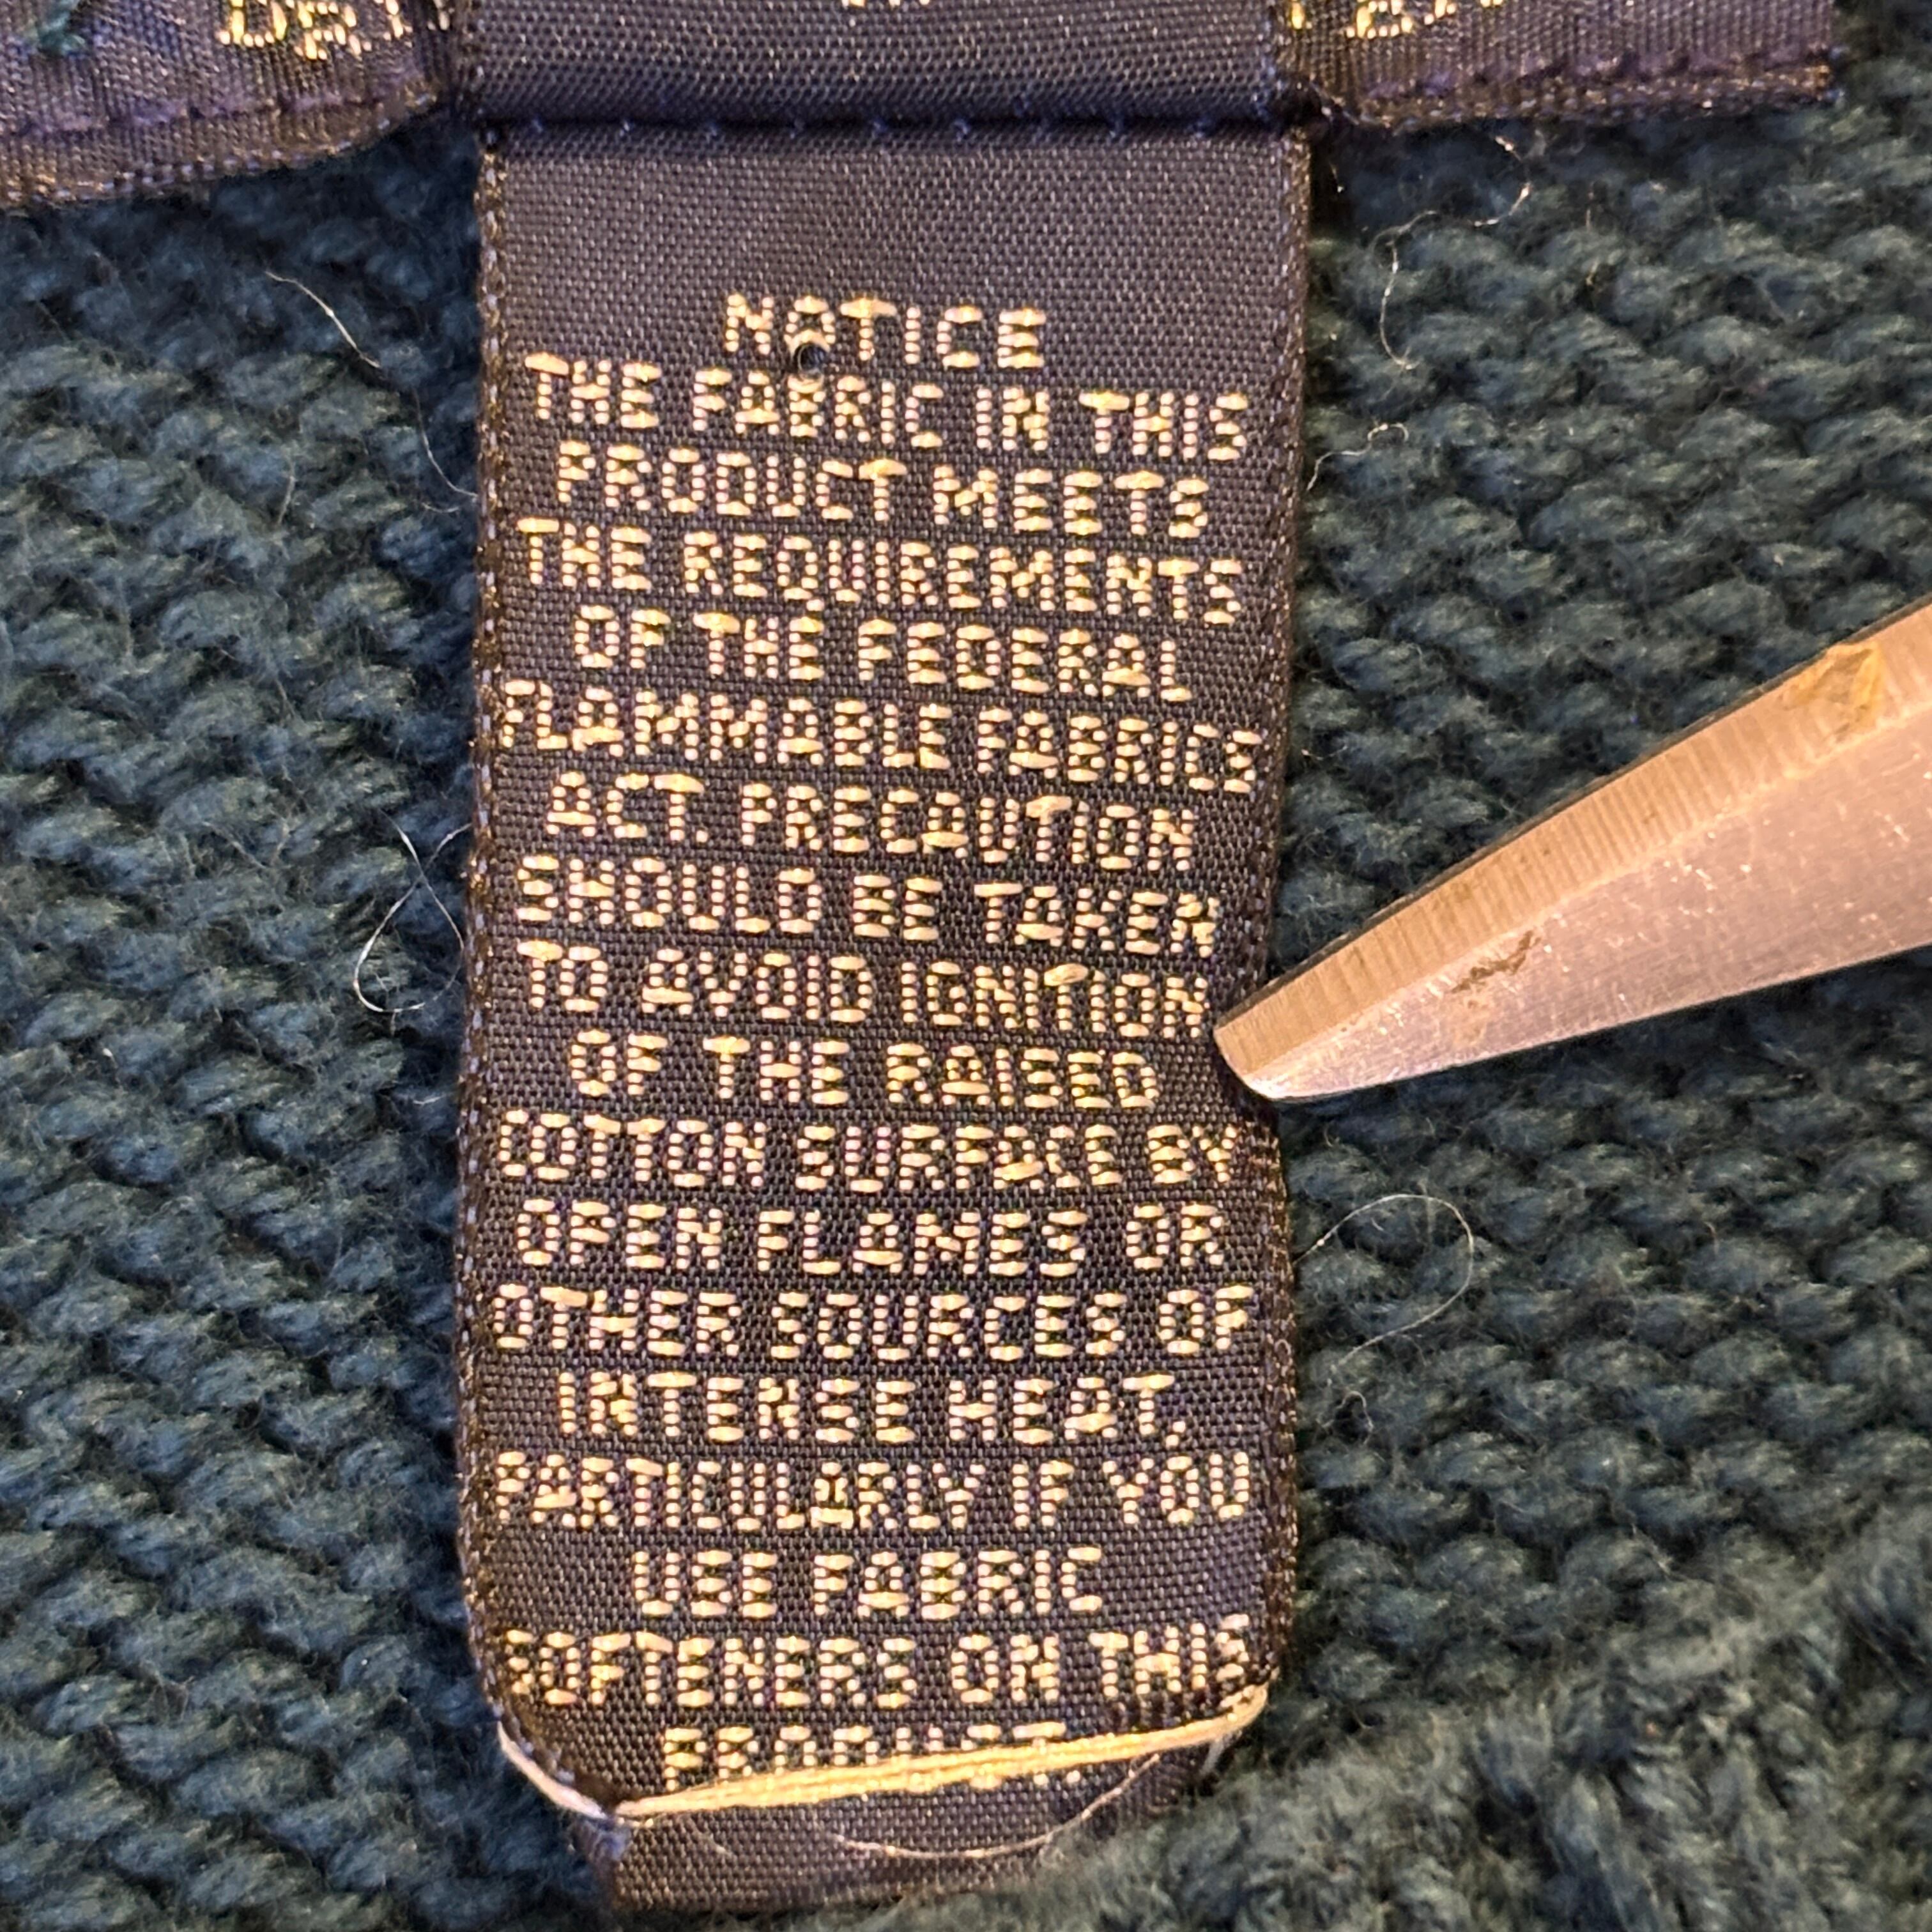 NOTICE
THE FABRIC IN THIS
PRODUCT MEETS
THE REQUIREMENTS
OF THE FEDERAL
FLAMMABLE FABRICS
ACT. PRECAUTION
SHOULD BE TAKEN
TO AVOID IGNITION
OF THE RAISED
COTTON SURFACE BY
OPEN FLAMES OR
OTHER SOURCES OF
INTENSE HEAT,
PARTICULARLY IF YOU
USE FABRIC
SOFTENERS ON THIS
PRODUCT.